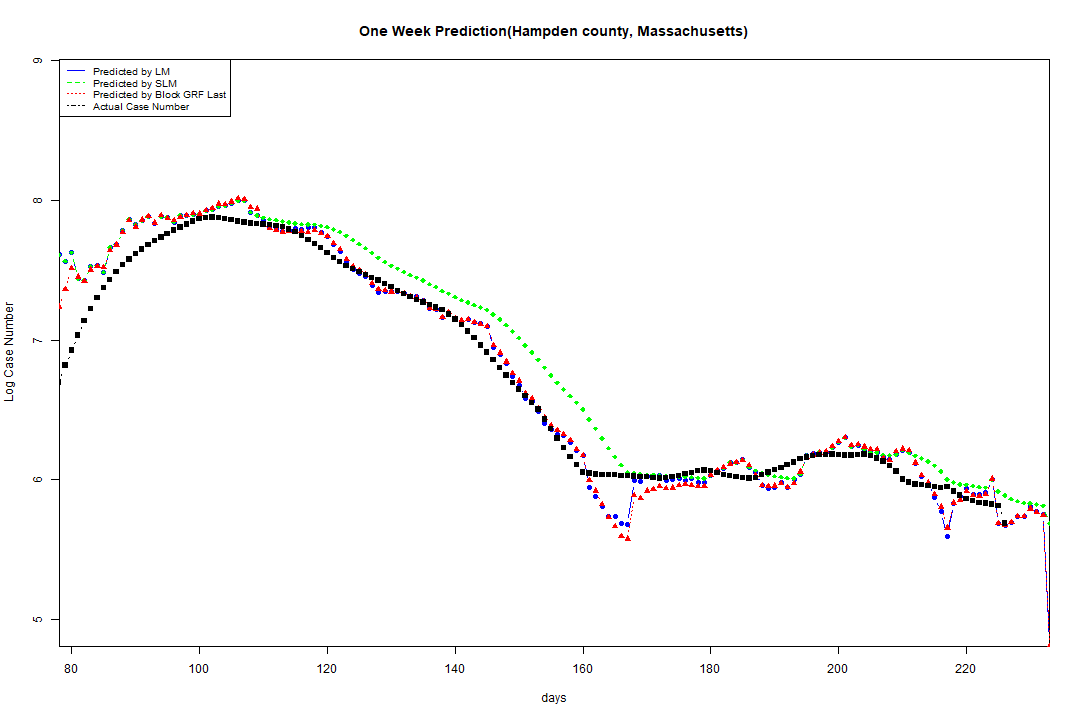 One Week Prediction(Hampden county, Massachusetts)
Predicted by LM
Predicted by SLM
Predicted by Block GRF Last
Actual Case Number
9
8
7
6
5
Log Case Number
80 100 120 140 160 180 200 220
days